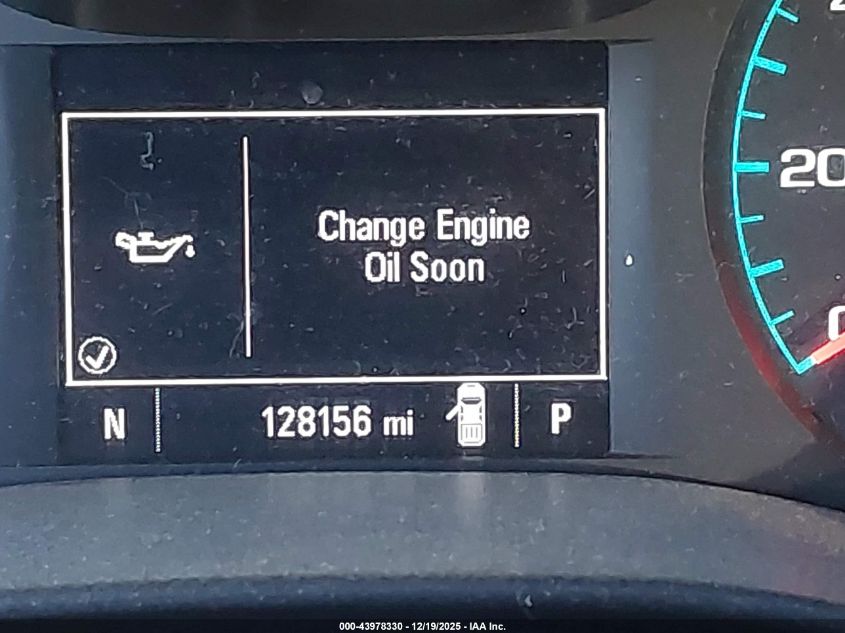 Change Engine
Oil Soon
20
N 128156 mi P
000-43978330 - 12/19/2025 - IAA Inc.